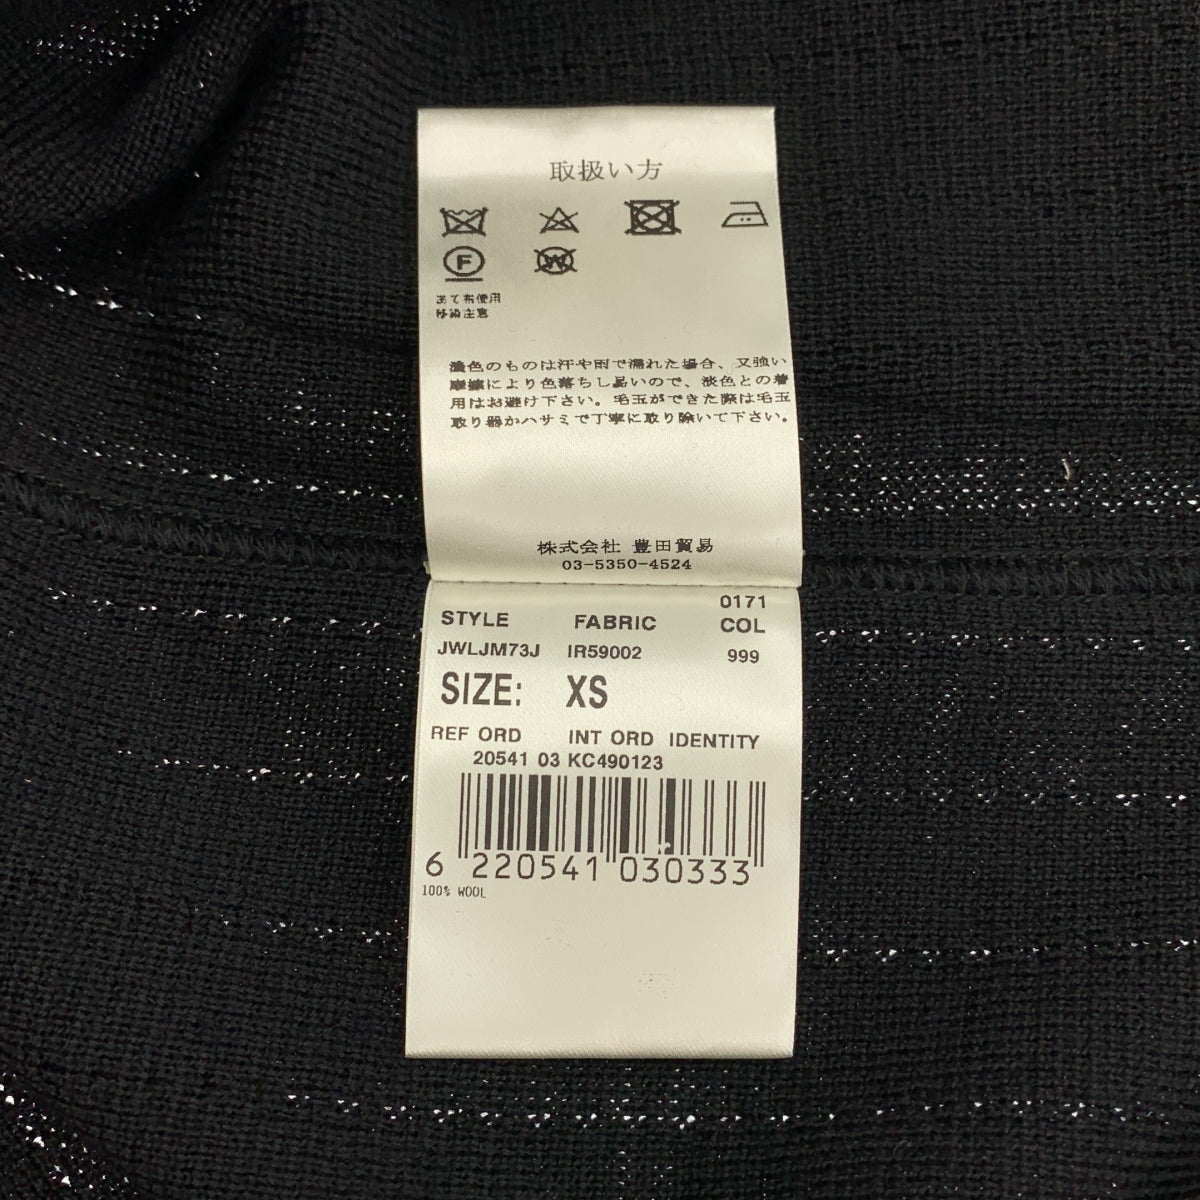 取扱い方
F W
あて布使用
移染注意
濃色のものは汗や雨で濡れた場合、又強い
摩擦により色落ちし易いので、淡色との着
用はお避け下さい。毛玉ができた際は毛玉
取り器かハサミで丁寧に取り除いて下さい。
株式会社 豊田貿易
03-5350-4524
0171
STYLE FABRIC COL
JWLJM73J IR59002 999
SIZE: XS
REF ORD INT ORD IDENTITY
20541 03 KC490123
6 220541 030333
100% WOOL